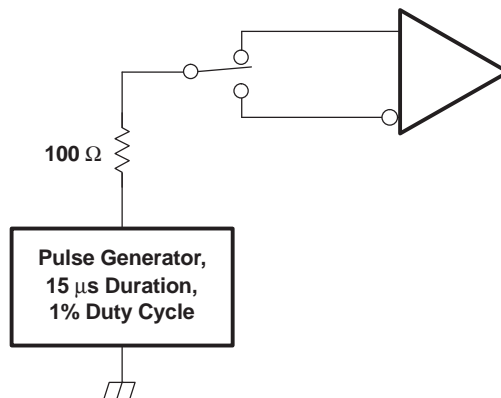 100 Ω
Pulse Generator,
15 μs Duration,
1% Duty Cycle